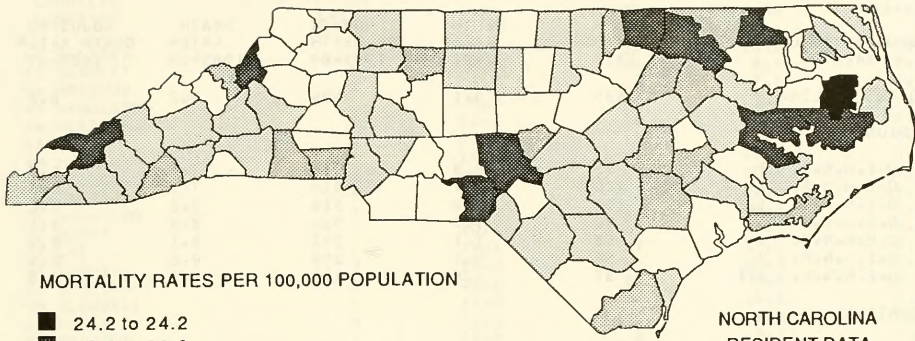 MORTALITY RATES PER 100,000 POPULATION
24.2 to 24.2
NORTH CAROLINA
RESIDENT DATA